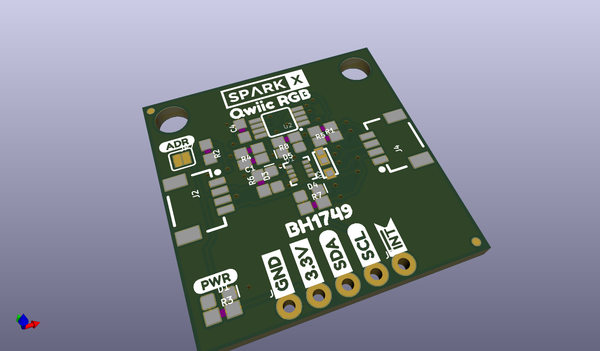 SPARK X
Qwiic RGB
ADR
C4
U2
R5 R1
R2
R8
J4
R4
D5
C1
R6
D3
J2
D4
R7
BH1749
GND
3.3V
SDA
SCL
INT
PWR
D1
R3